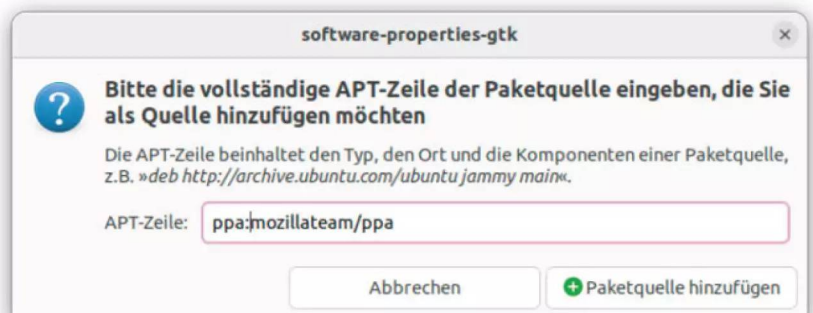 software-properties-gtk
Bitte die vollständige APT-Zeile der Paketquelle eingeben, die Sie
als Quelle hinzufügen möchten
Die APT-Zeile beinhaltet den Typ, den Ort und die Komponenten einer Paketquelle,
z.B. »deb http://archive.ubuntu.com/ubuntu jammy main«.
APT-Zeile: ppa:mozillateam/ppa
Abbrechen Paketquelle hinzufügen